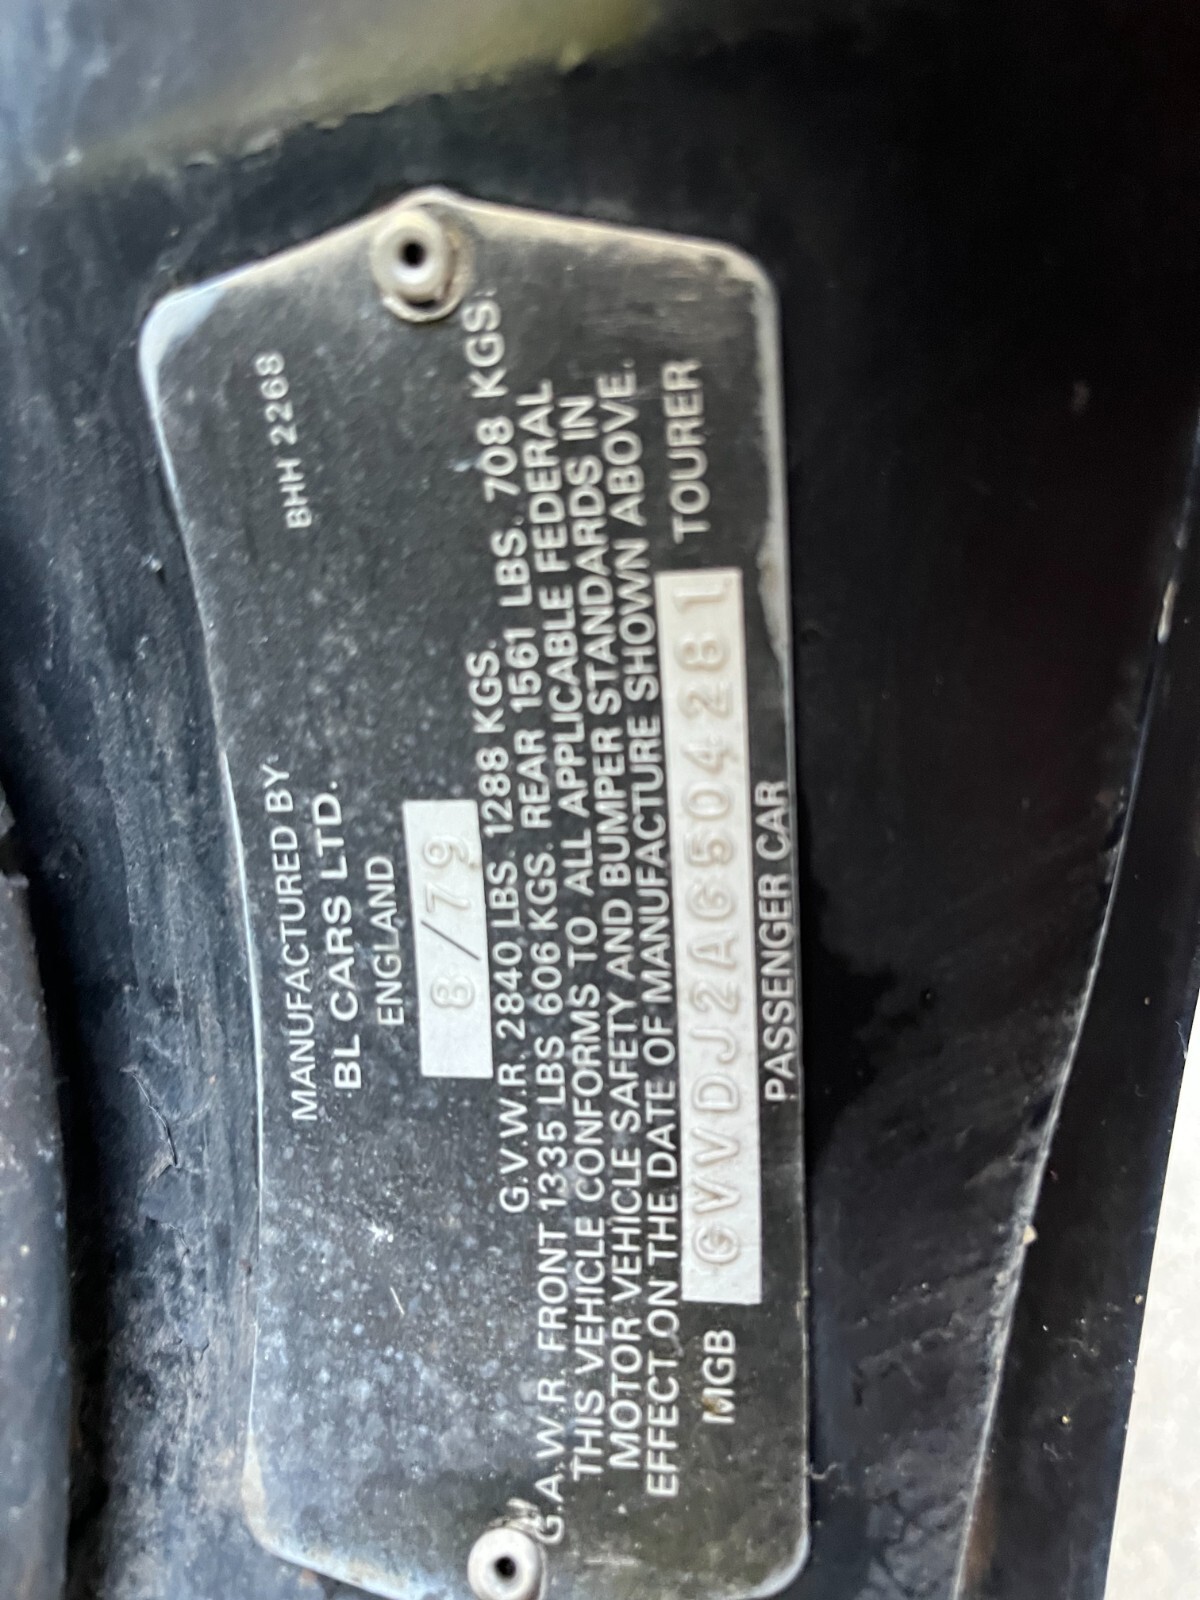 BHH 2268
MANUFACTURED BY
BL CARS LTD.
ENGLAND
8/79
G.V.W.R. 2840 LBS. 1288 KGS.
G.A.W.R. FRONT 1335 LBS 606 KGS. REAR 1561 LBS. 708 KGS.
THIS VEHICLE CONFORMS TO ALL APPLICABLE FEDERAL
MOTOR VEHICLE SAFETY AND BUMPER STANDARDS IN
EFFECT ON THE DATE OF MANUFACTURE SHOWN ABOVE.
MGB GVVDJ2AG504281 TOURER
PASSENGER CAR